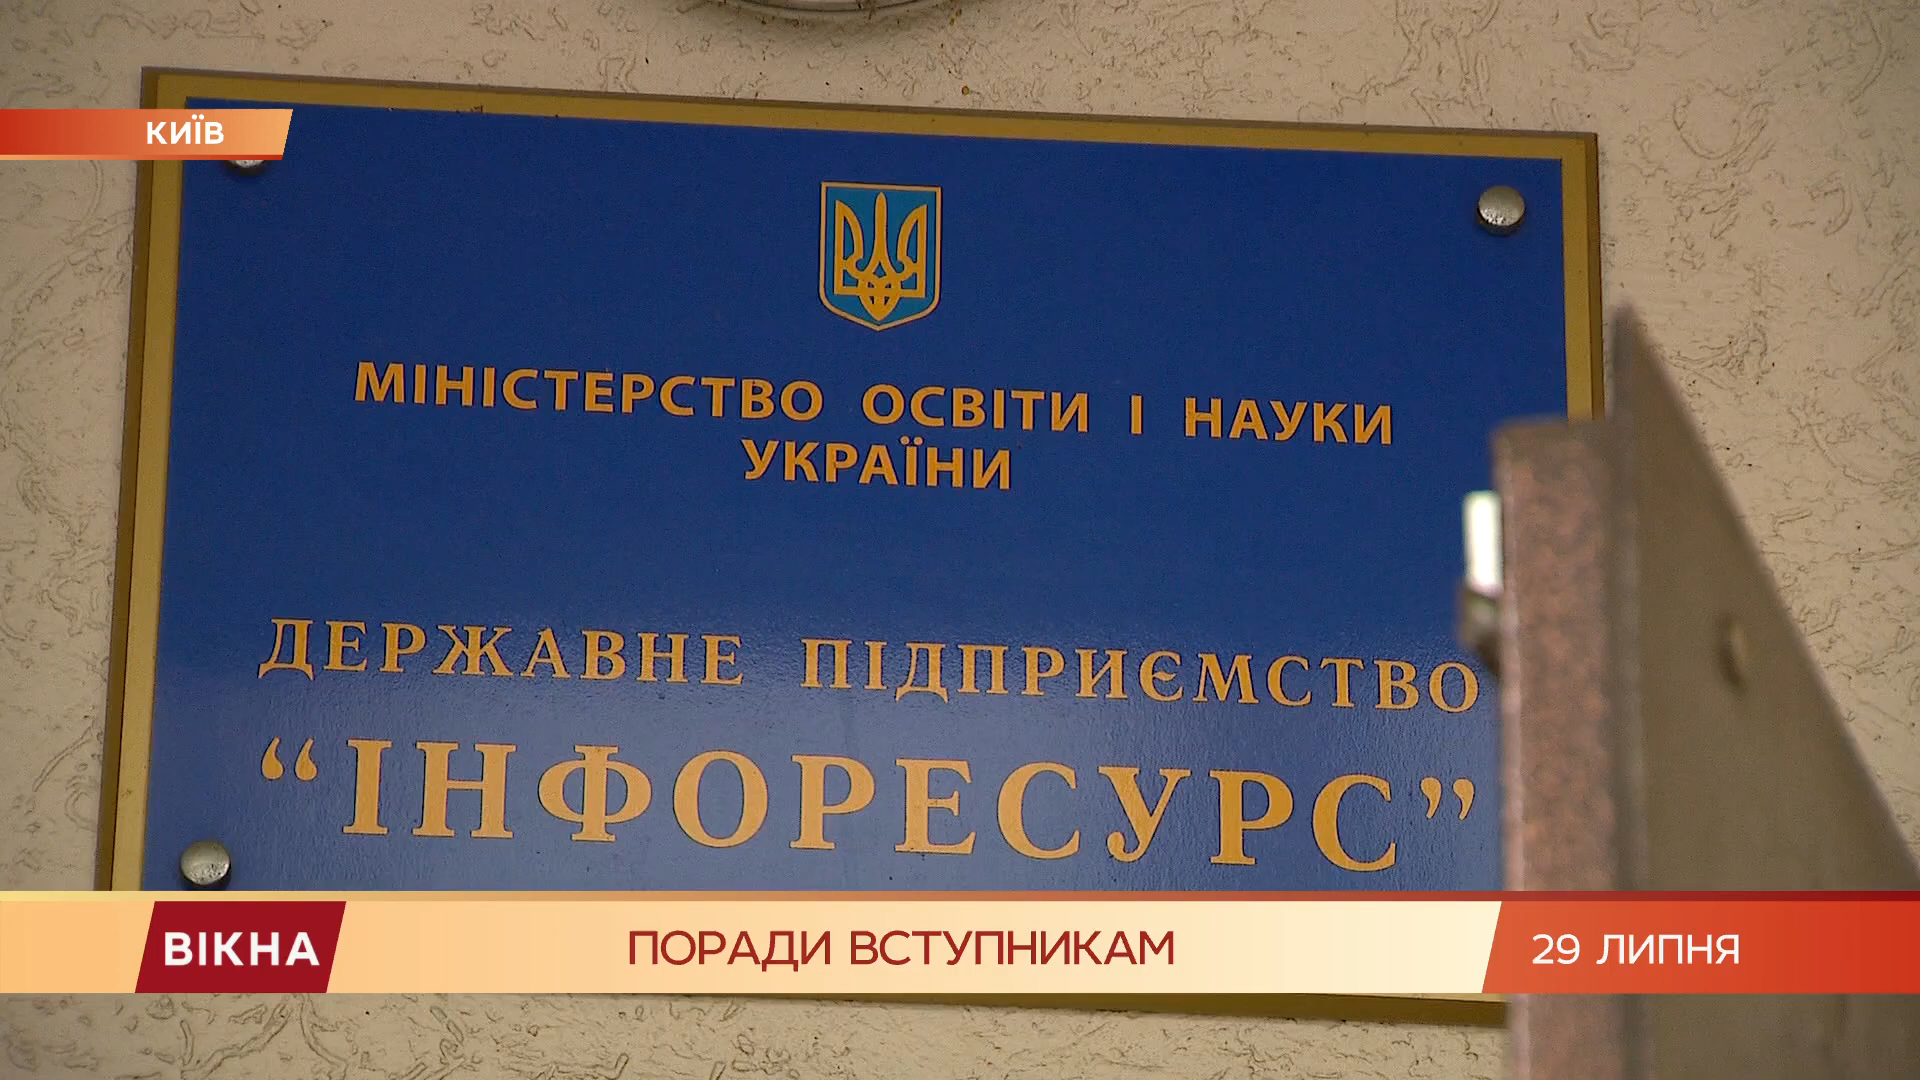 КИЇВ
МІНІСТЕРСТВО ОСВІТИ І НАУКИ
УКРАЇНИ
ДЕРЖАВНЕ ПІДПРИЄМСТВО
“ІНФОРЕСУРС”
ВІКНА
ПОРАДИ ВСТУПНИКАМ
29 ЛИПНЯ